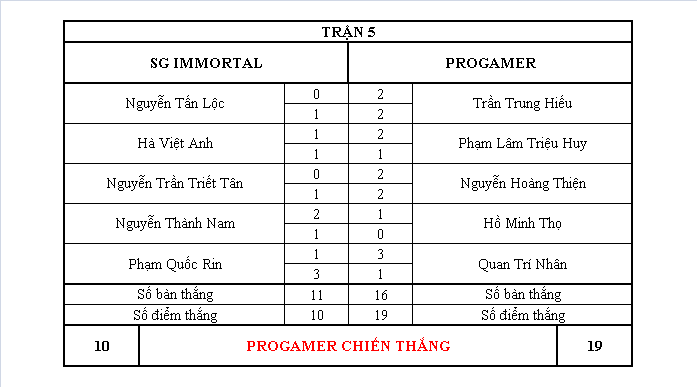 TRẬN 5
SG IMMORTAL PROGAMER
Nguyễn Tấn Lộc 0 2 Trần Trung Hiếu
1 2
Hà Việt Anh 1 2 Phạm Lâm Triệu Huy
1 1
Nguyễn Trần Triết Tân 0 2 Nguyễn Hoàng Thiện
1 2
Nguyễn Thành Nam 2 1 Hồ Minh Thọ
1 0
Phạm Quốc Rin 1 3 Quan Trí Nhân
3 1
Số bàn thắng 11 16 Số bàn thắng
Số điểm thắng 10 19 Số điểm thắng
10 PROGAMER CHIẾN THẮNG 19